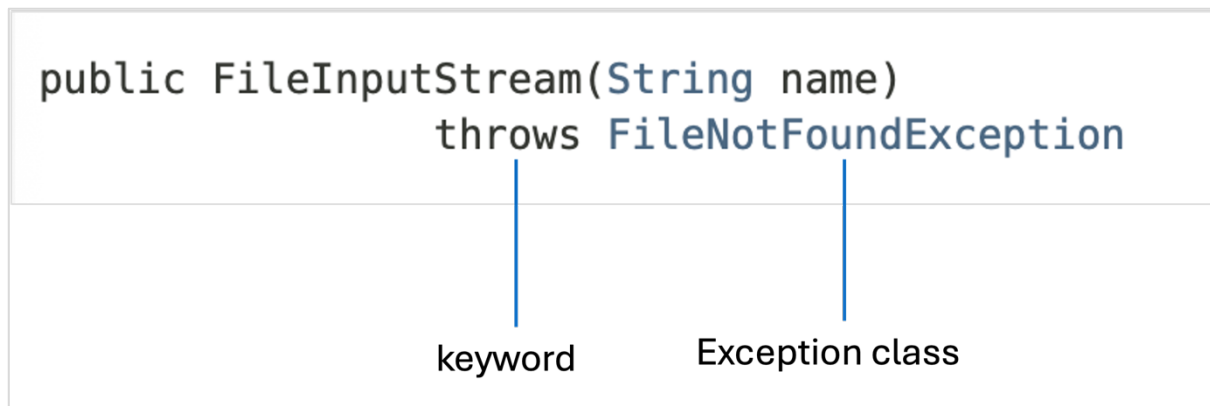 public FileInputStream(String name)
throws FileNotFoundException
keyword
Exception class